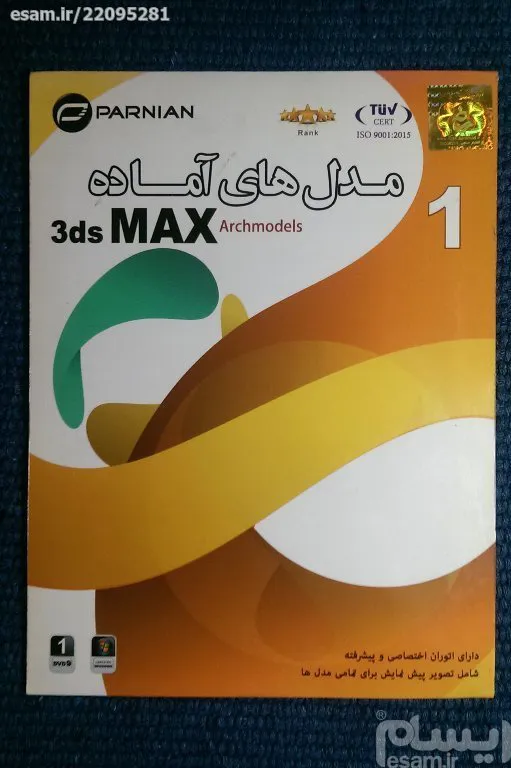 esam.ir/22095281
PARNIAN
Rank
TÜV
CERT
ISO 9001:2015
مدل های آماده
3ds MAX Archmodels
1
1
DVD9
دارای اتوران اختصاصی و پیشرفته
شامل تصویر پیش نمایش برای تمامی مدل ها
ایسام
esam.ir